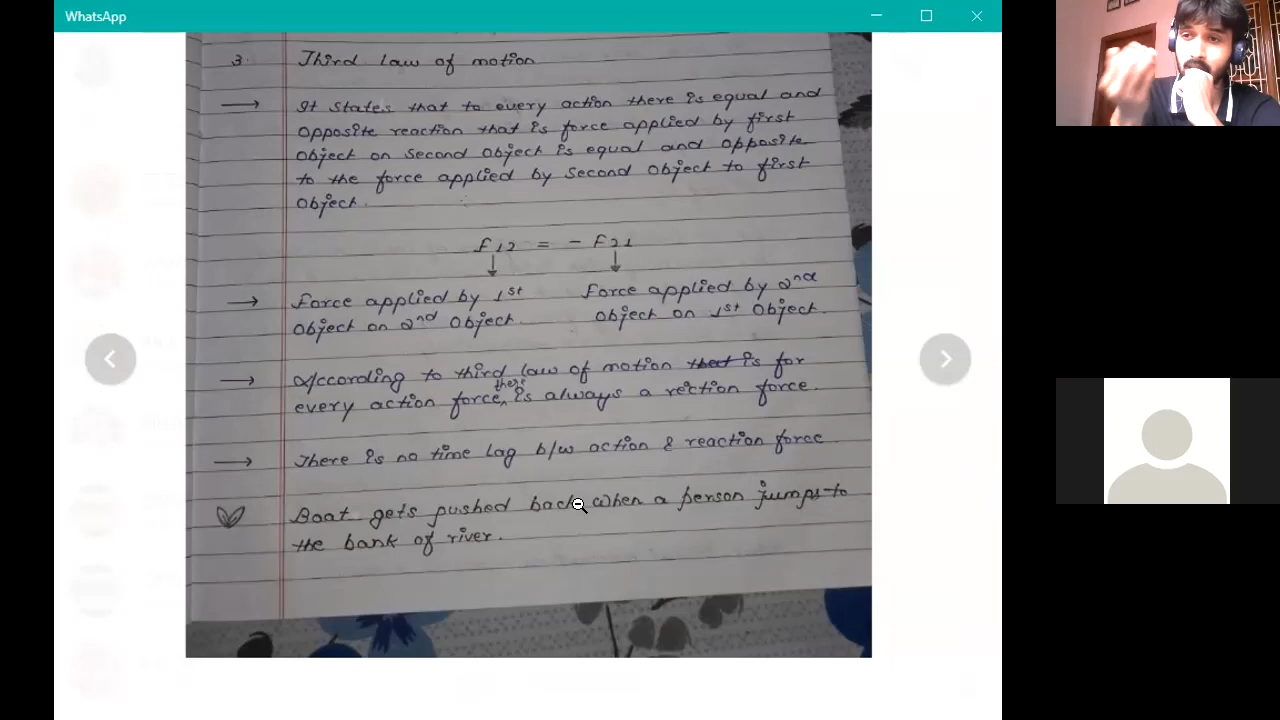 WhatsApp
3. Third law of motion
It states that to every action there is equal and
opposite reaction that is force applied by first
object on second object is equal and opposite
to the force applied by second object to first
object.
F12 = - F21
Force applied by 1st
object on 2nd object.
Force applied by 2nd
object on 1st object.
According to third law of motion that is for
there
every action force, is always a rection force.
There is no time lag b/w action & reaction force
Boat gets pushed back when a person jumps to
the bank of river.